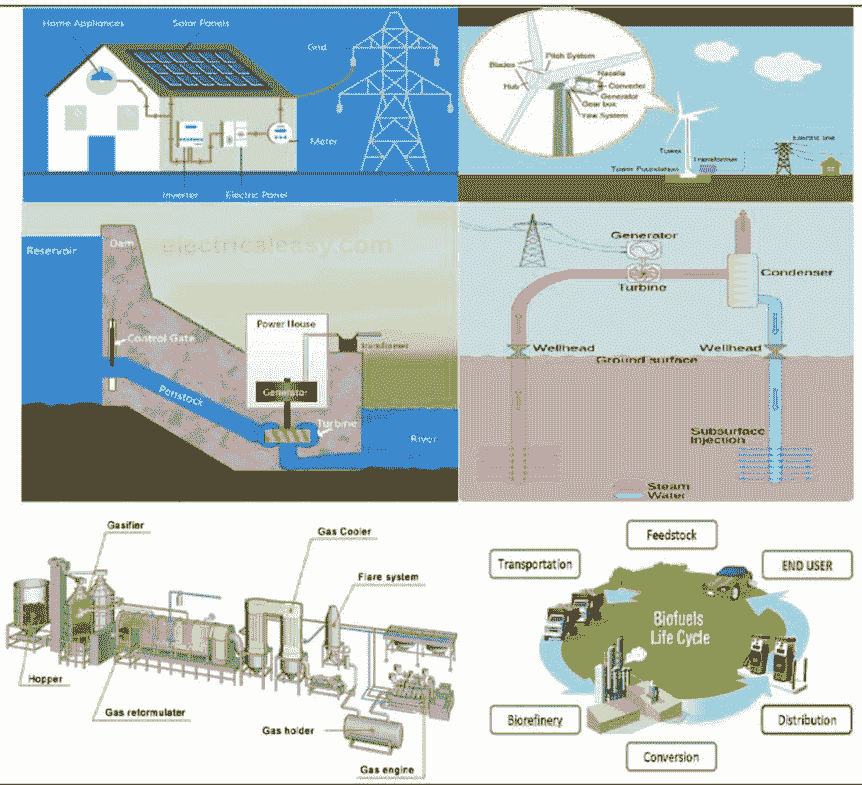 Home Appliances
Solar Panels
Grid
Meter
Inverter
Electric Panel
Blades
Pitch System
Hub
Nacelle
Converter
Generator
Gear box
Yaw System
Tower
Transformer
Tower Foundation
Electric line
electricaleasy.com
Reservoir
Dam
Control Gate
Penstock
Power House
Transformer
Generator
Turbine
River
Generator
Turbine
Condenser
Wellhead
Wellhead
Ground surface
Subsurface
Injection
Steam
Water
Gasifier
Gas Cooler
Flare system
Hopper
Gas reformulater
Gas holder
Gas engine
Feedstock
Transportation
END USER
Biofuels
Life Cycle
Biorefinery
Distribution
Conversion